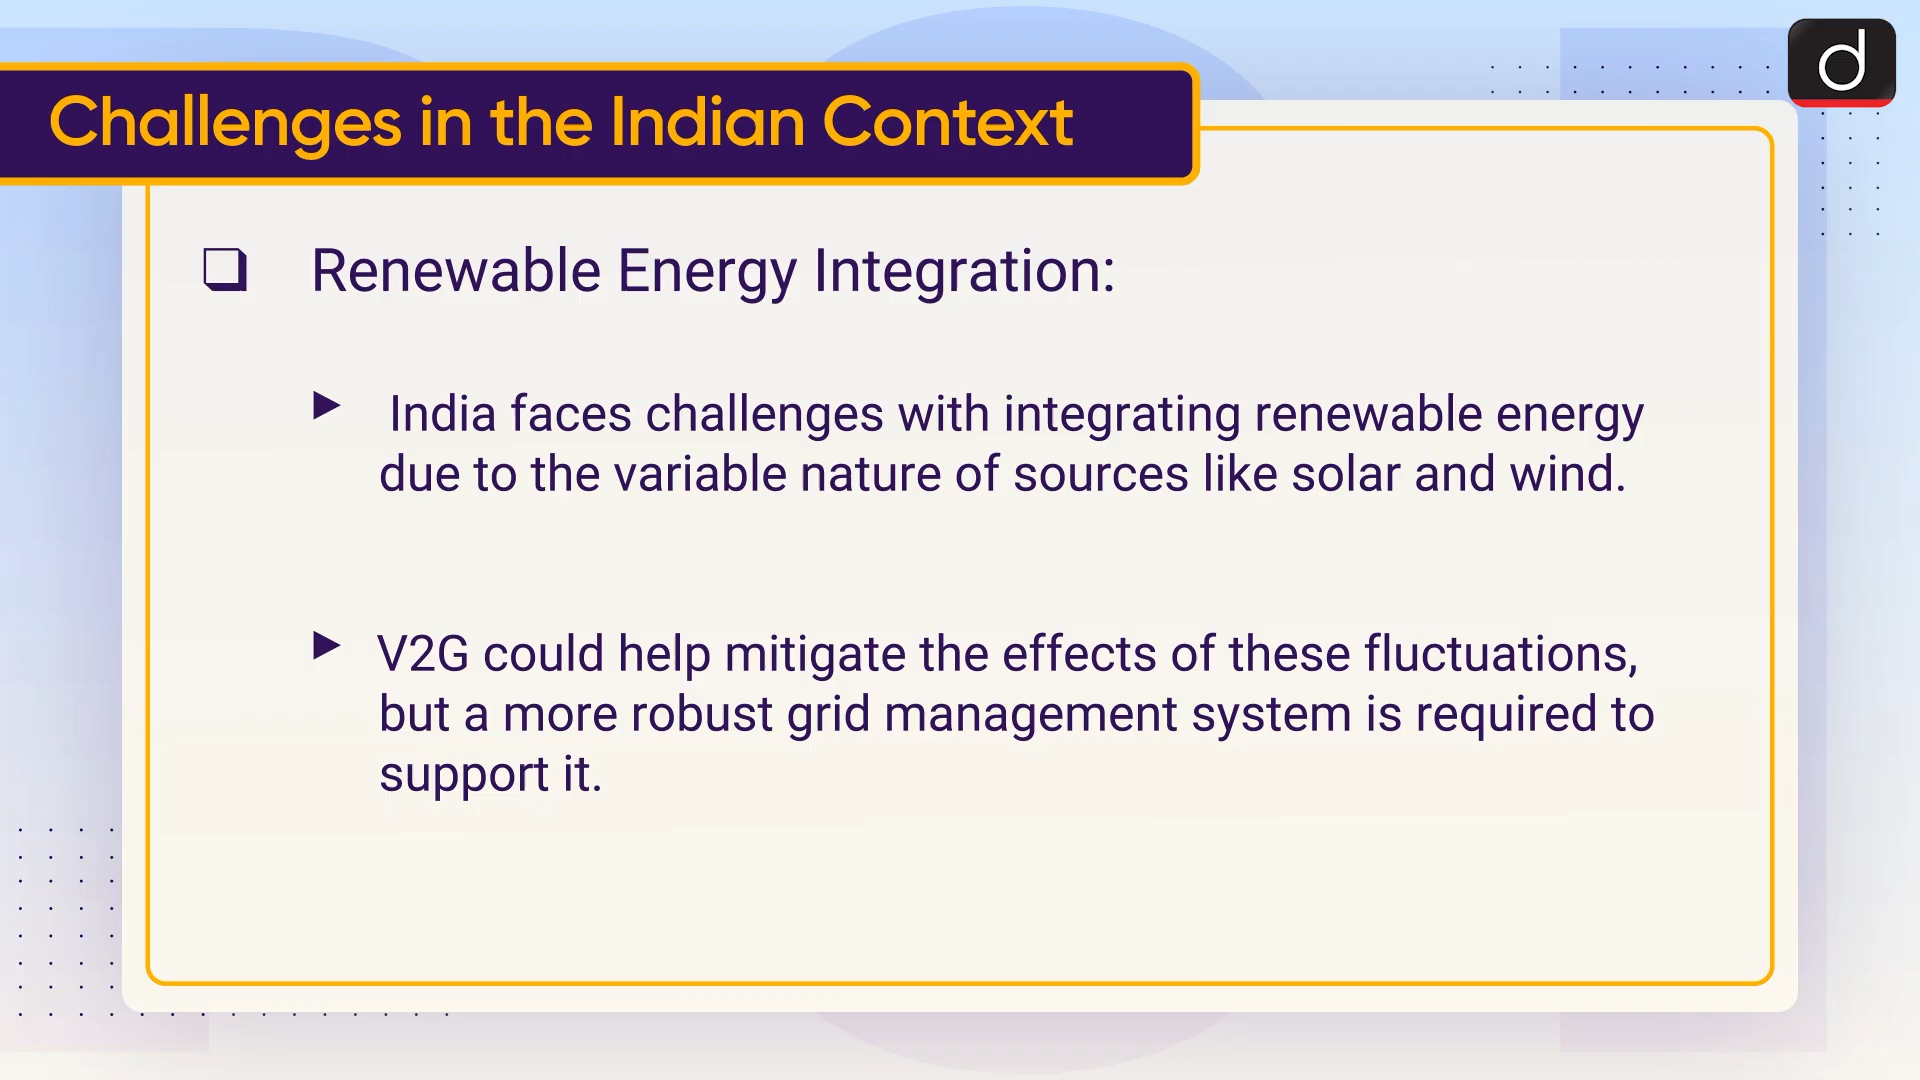 Challenges in the Indian Context
d
❑ Renewable Energy Integration:
▶ India faces challenges with integrating renewable energy
due to the variable nature of sources like solar and wind.
▶ V2G could help mitigate the effects of these fluctuations,
but a more robust grid management system is required to
support it.